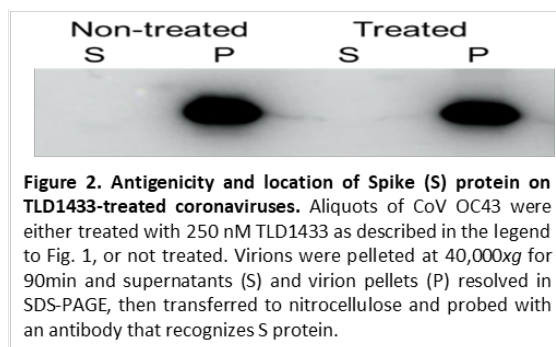 Non-treated Treated
S P S P
Figure 2. Antigenicity and location of Spike (S) protein on
TLD1433-treated coronaviruses. Aliquots of CoV OC43 were
either treated with 250 nM TLD1433 as described in the legend
to Fig. 1, or not treated. Virions were pelleted at 40,000xg for
90min and supernatants (S) and virion pellets (P) resolved in
SDS-PAGE, then transferred to nitrocellulose and probed with
an antibody that recognizes S protein.